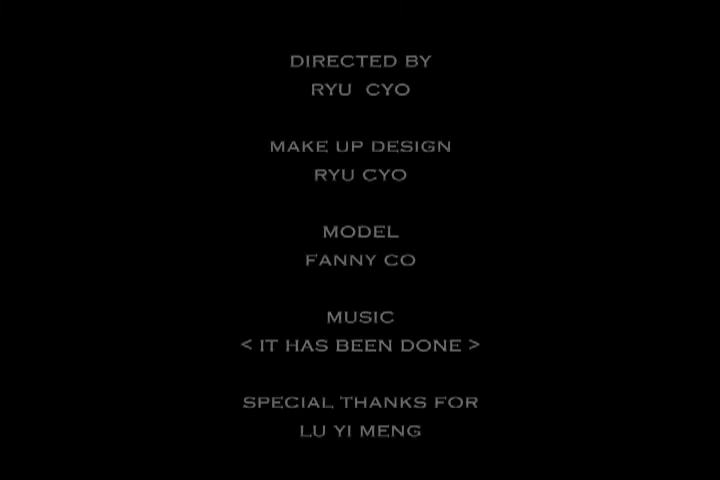 DIRECTED BY
RYU CYO
MAKE UP DESIGN
RYU CYO
MODEL
FANNY CO
MUSIC
< IT HAS BEEN DONE >
SPECIAL THANKS FOR
LU YI MENG